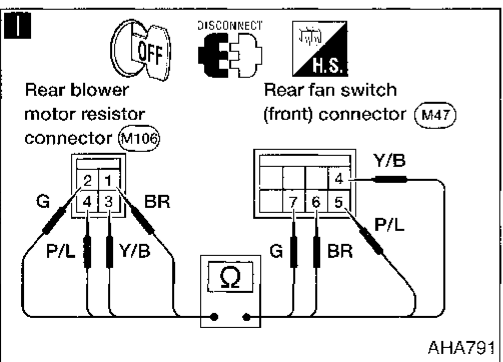 I
OFF
DISCONNECT
H.S.
Rear blower
motor resistor
connector M106
Rear fan switch
(front) connector M47
2 1
4 3
G
BR
P/L
Y/B
4
7 6 5
Y/B
P/L
G
BR
Ω
AHA791